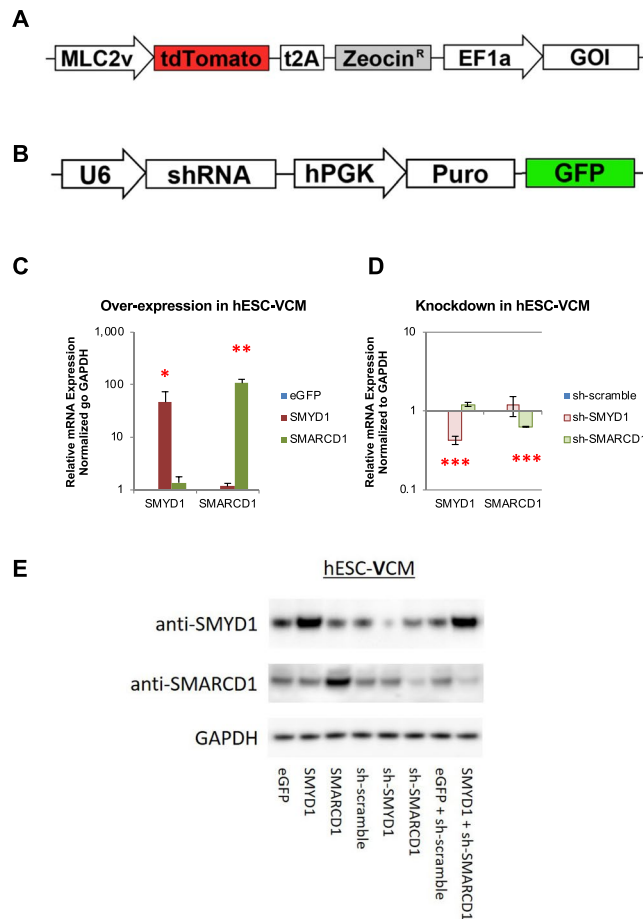 A
MLC2v tdTomato t2A Zeocin^R EF1a GOI
B
U6 shRNA hPGK Puro GFP
C
Over-expression in hESC-VCM
Relative mRNA Expression
Normalized go GAPDH
1,000
100
10
1
*
**
SMYD1 SMARCD1
eGFP
SMYD1
SMARCD1
D
Knockdown in hESC-VCM
Relative mRNA Expression
Normalized to GAPDH
10
1
0.1
***
***
SMYD1 SMARCD1
sh-scramble
sh-SMYD1
sh-SMARCD1
E
hESC-VCM
anti-SMYD1
anti-SMARCD1
GAPDH
eGFP
SMYD1
SMARCD1
sh-scramble
sh-SMYD1
sh-SMARCD1
eGFP + sh-scramble
SMYD1 + sh-SMARCD1